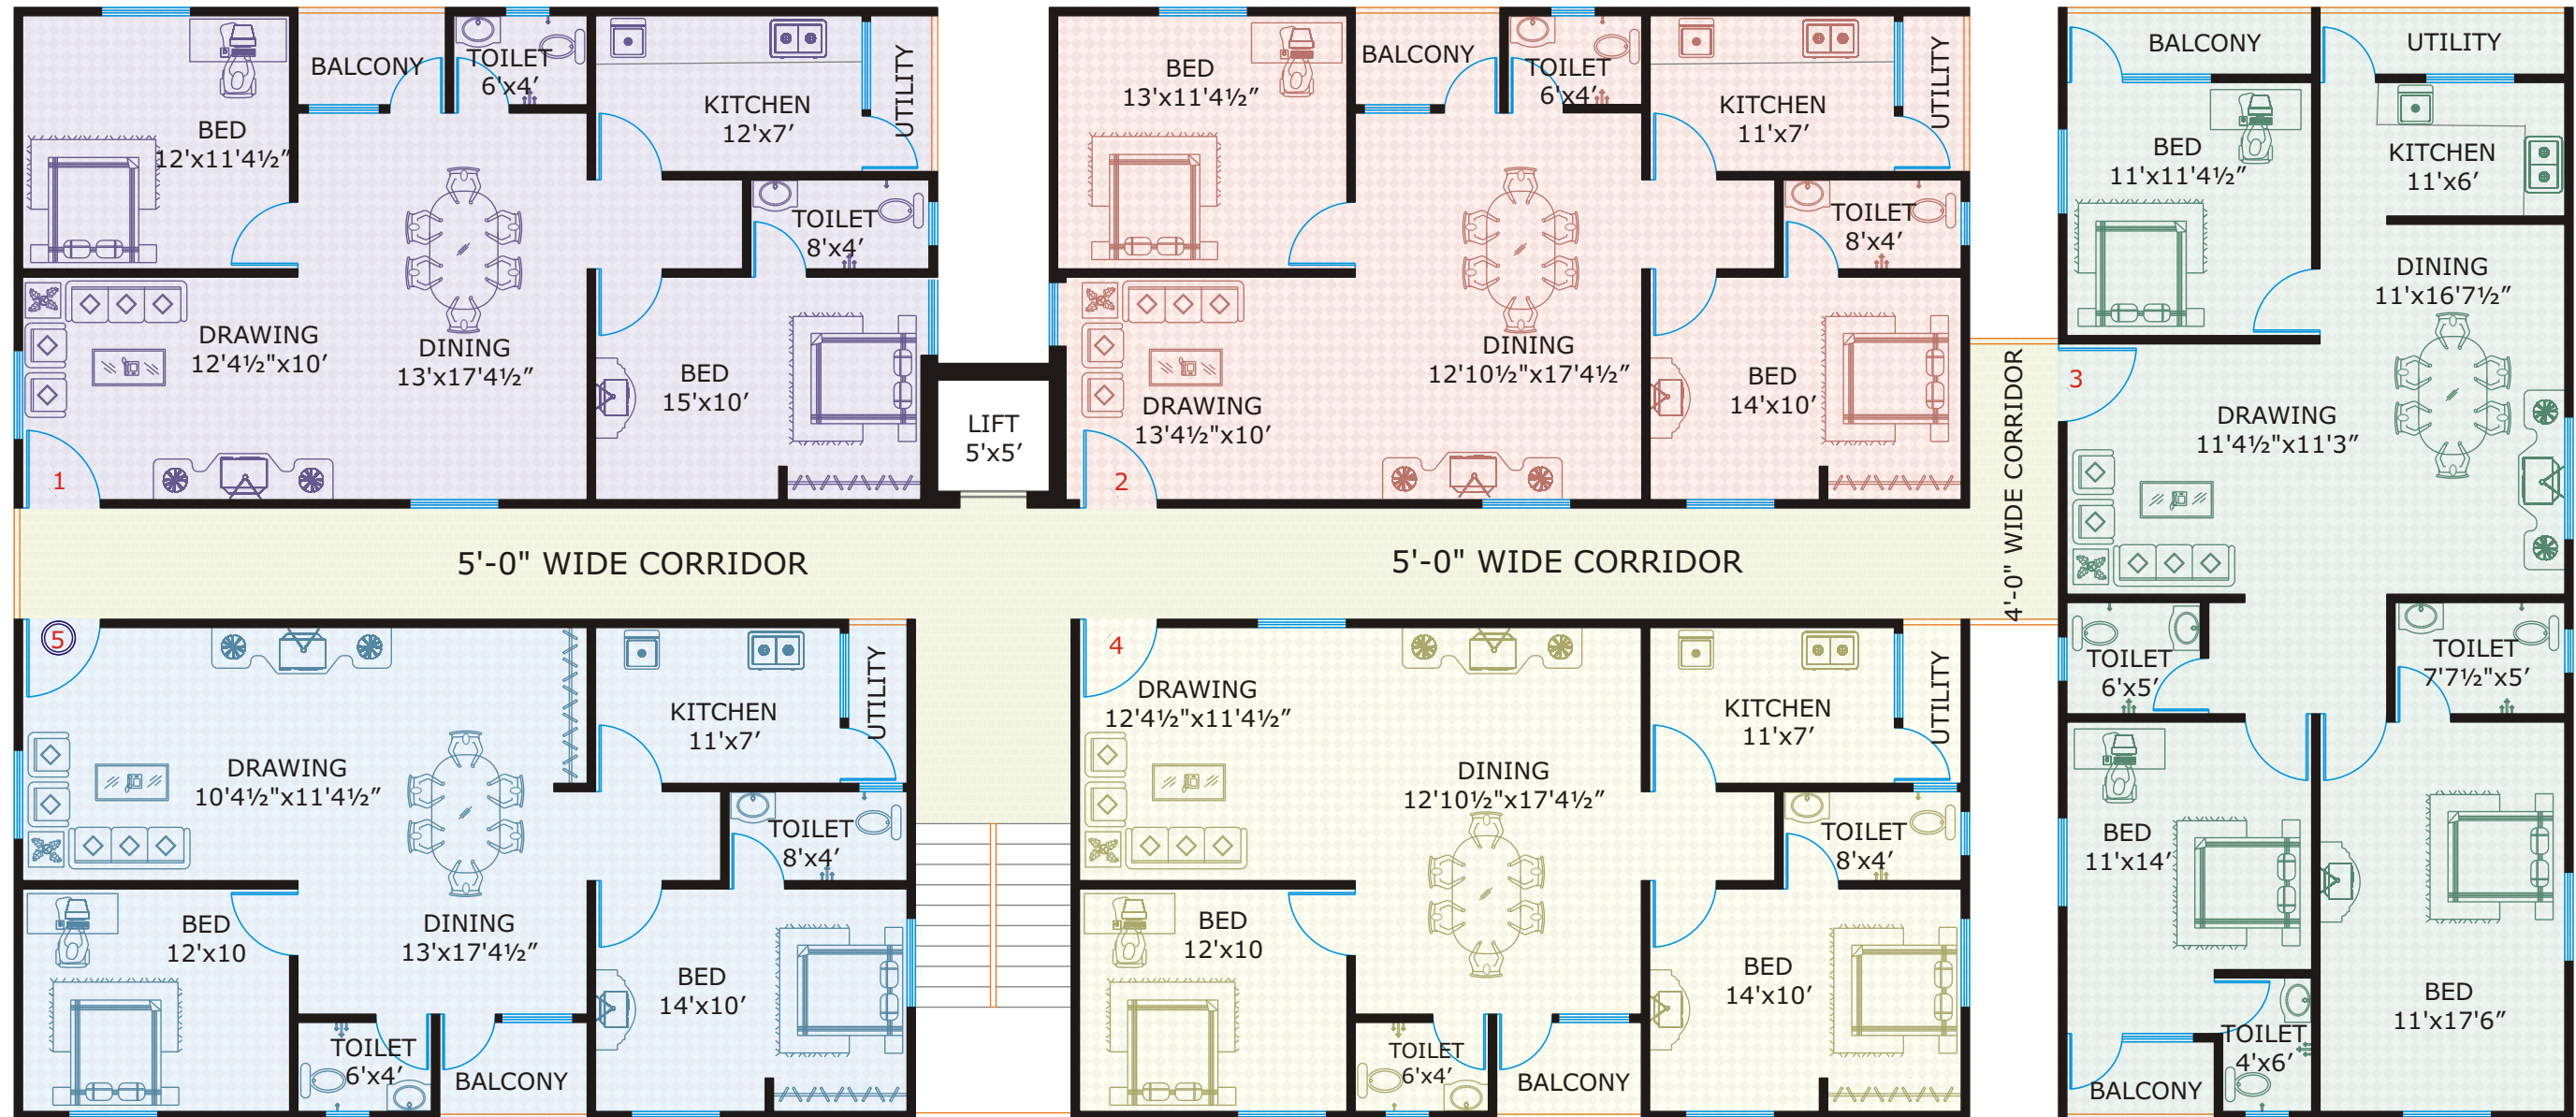 BED
12'x11'4½″
BALCONY
TOILET
6'x4′
KITCHEN
12'x7′
UTILITY
TOILET
8'x4′
DRAWING
12'4½"x10′
DINING
13'x17'4½″
BED
15'x10′
1
LIFT
5'x5′
BED
13'x11'4½″
BALCONY
TOILET
6'x4′
KITCHEN
11'x7′
UTILITY
TOILET
8'x4′
DINING
12'10½"x17'4½″
DRAWING
13'4½"x10′
BED
14'x10′
2
BALCONY
UTILITY
BED
11'x11'4½″
KITCHEN
11'x6′
DINING
11'x16'7½″
3
DRAWING
11'4½"x11'3″
4'-0" WIDE CORRIDOR
5'-0" WIDE CORRIDOR
5'-0" WIDE CORRIDOR
5
DRAWING
10'4½"x11'4½″
KITCHEN
11'x7′
UTILITY
TOILET
8'x4′
BED
12'x10
DINING
13'x17'4½″
BED
14'x10′
TOILET
6'x4′
BALCONY
4
DRAWING
12'4½"x11'4½″
KITCHEN
11'x7′
UTILITY
DINING
12'10½"x17'4½″
TOILET
8'x4′
BED
12'x10
BED
14'x10′
TOILET
6'x4′
BALCONY
TOILET
6'x5′
TOILET
7'7½"x5′
BED
11'x14′
BED
11'x17'6″
TOILET
4'x6′
BALCONY